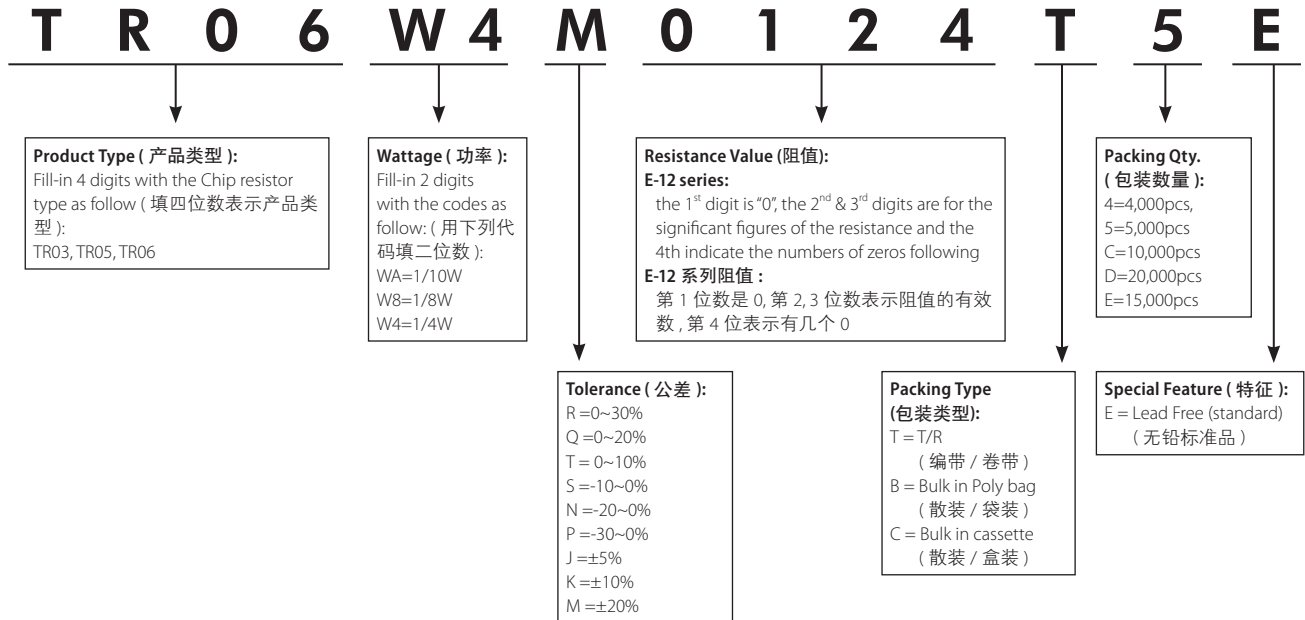 T R 0 6 W 4 M 0 1 2 4 T 5 E
Product Type ( 产品类型 ):
Fill-in 4 digits with the Chip resistor
type as follow ( 填四位数表示产品类
型 ):
TR03, TR05, TR06
Wattage ( 功率 ):
Fill-in 2 digits
with the codes as
follow: ( 用下列代
码填二位数 ):
WA=1/10W
W8=1/8W
W4=1/4W
Resistance Value (阻值):
E-12 series:
the 1st digit is "0", the 2nd & 3rd digits are for the
significant figures of the resistance and the
4th indicate the numbers of zeros following
E-12 系列阻值 :
第 1 位数是 0, 第 2, 3 位数表示阻值的有效
数 , 第 4 位表示有几个 0
Packing Qty.
( 包装数量 ):
4=4,000pcs,
5=5,000pcs
C=10,000pcs
D=20,000pcs
E=15,000pcs
Tolerance ( 公差 ):
R =0~30%
Q =0~20%
T = 0~10%
S =-10~0%
N =-20~0%
P =-30~0%
J =±5%
K =±10%
M =±20%
Packing Type
(包装类型):
T = T/R
( 编带 / 卷带 )
B = Bulk in Poly bag
( 散装 / 袋装 )
C = Bulk in cassette
( 散装 / 盒装 )
Special Feature ( 特征 ):
E = Lead Free (standard)
( 无铅标准品 )